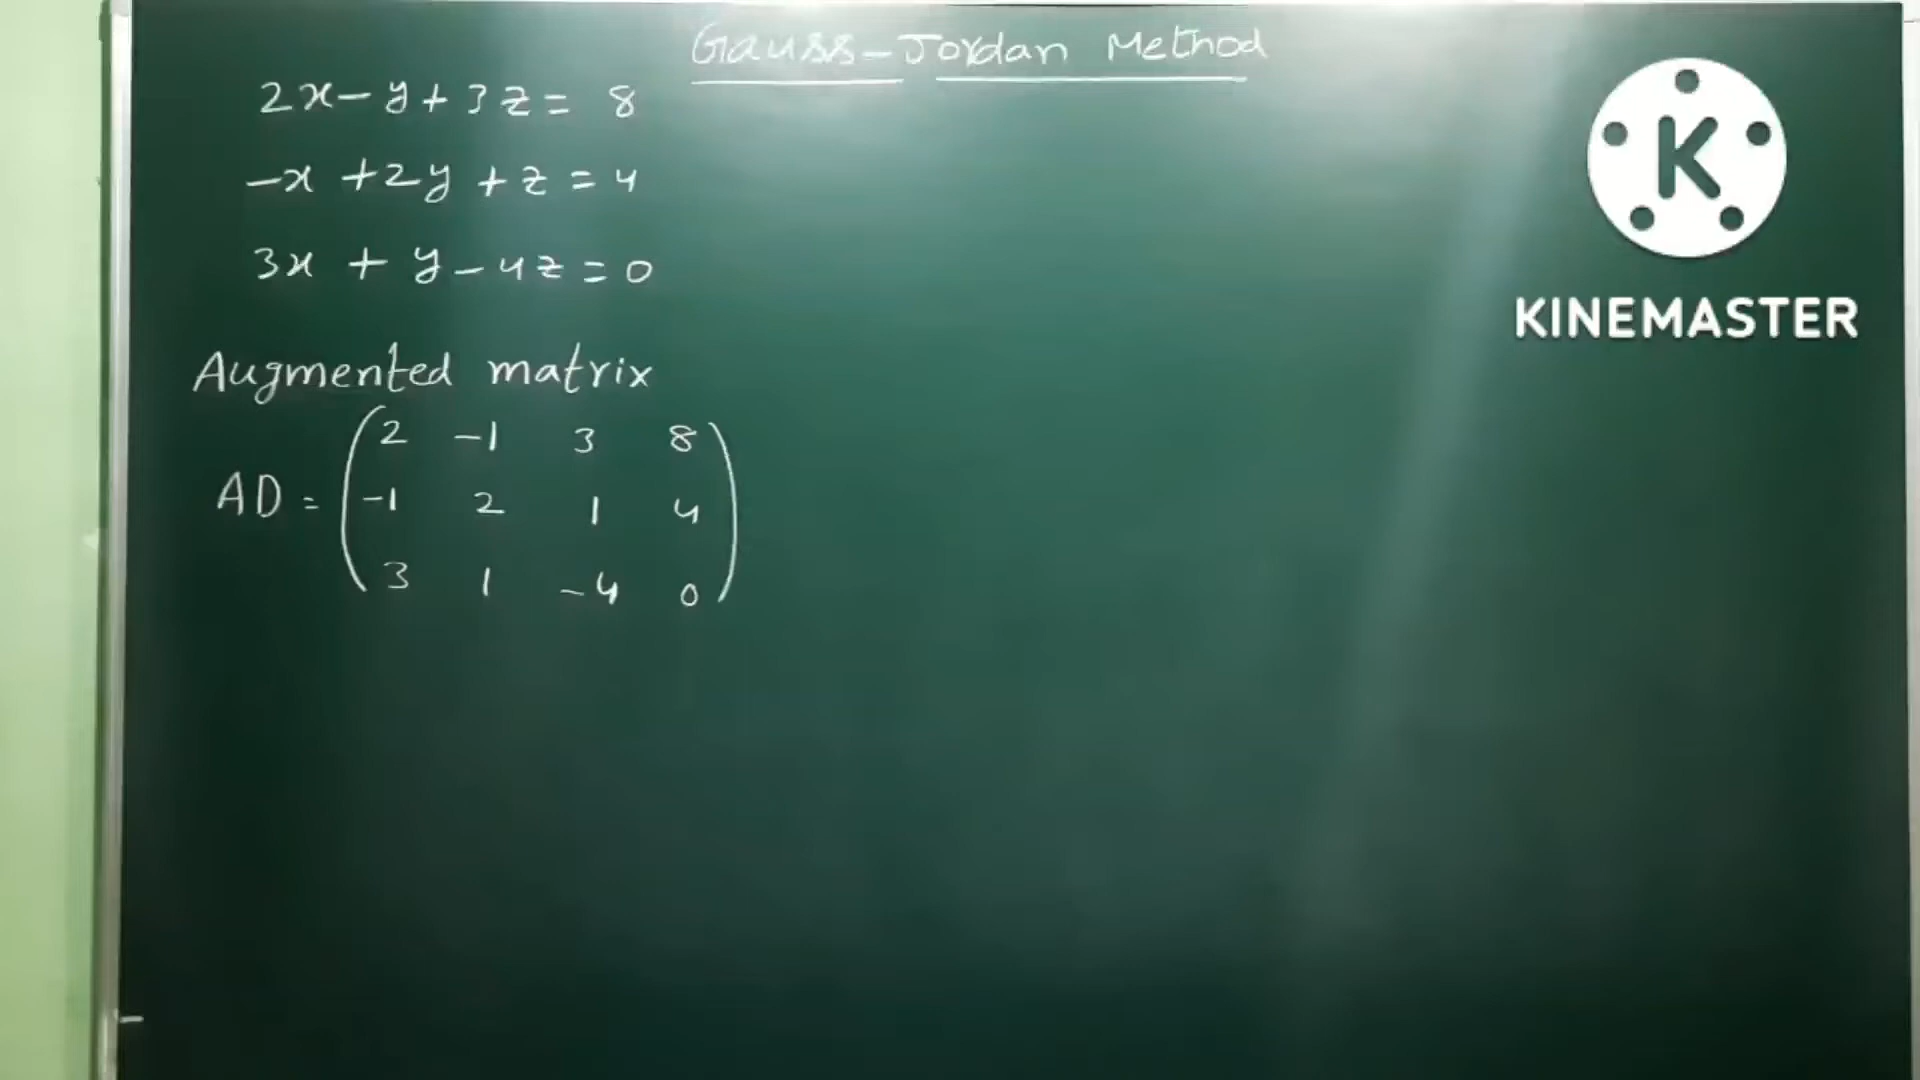 Gauss-Jordan Method
2x - y + 3z = 8
-x + 2y + z = 4
3x + y - 4z = 0
Augmented matrix
2 -1 3 8
AD = -1 2 1 4
3 1 -4 0
K
KINEMASTER